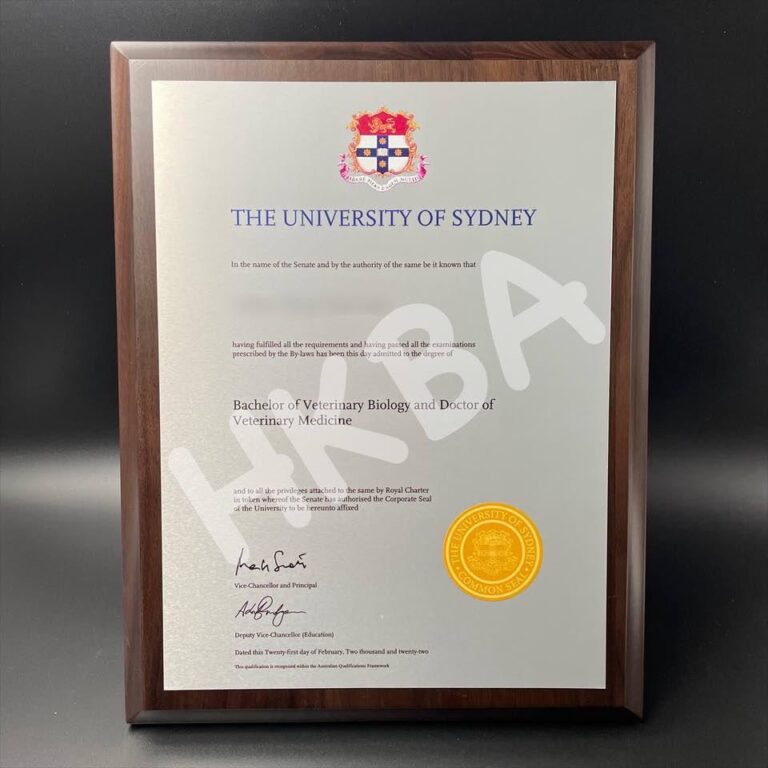 THE UNIVERSITY OF SYDNEY
In the name of the Senate and by the authority of the same be it known that
having fulfilled all the requirements and having passed all the examinations
prescribed by the By-laws has been this day admitted to the degree of
Bachelor of Veterinary Biology and Doctor of
Veterinary Medicine
HKBA
and to all the privileges attached to the same by Royal Charter
in token whereof the Senate has authorised the Corporate Seal
of the University to be hereunto affixed
THE UNIVERSITY OF SYDNEY
COMMON SEAL
Vice-Chancellor and Principal
Deputy Vice-Chancellor (Education)
Dated this Twenty-first day of February, Two thousand and twenty-two
This qualification is recognised within the Australian Qualifications Framework